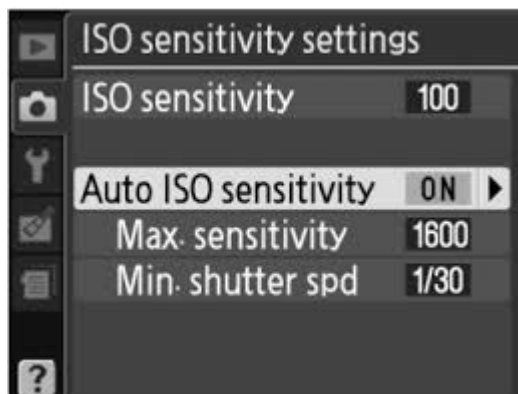 ISO sensitivity settings
ISO sensitivity 100
Auto ISO sensitivity ON
Max. sensitivity 1600
Min. shutter spd 1/30
?